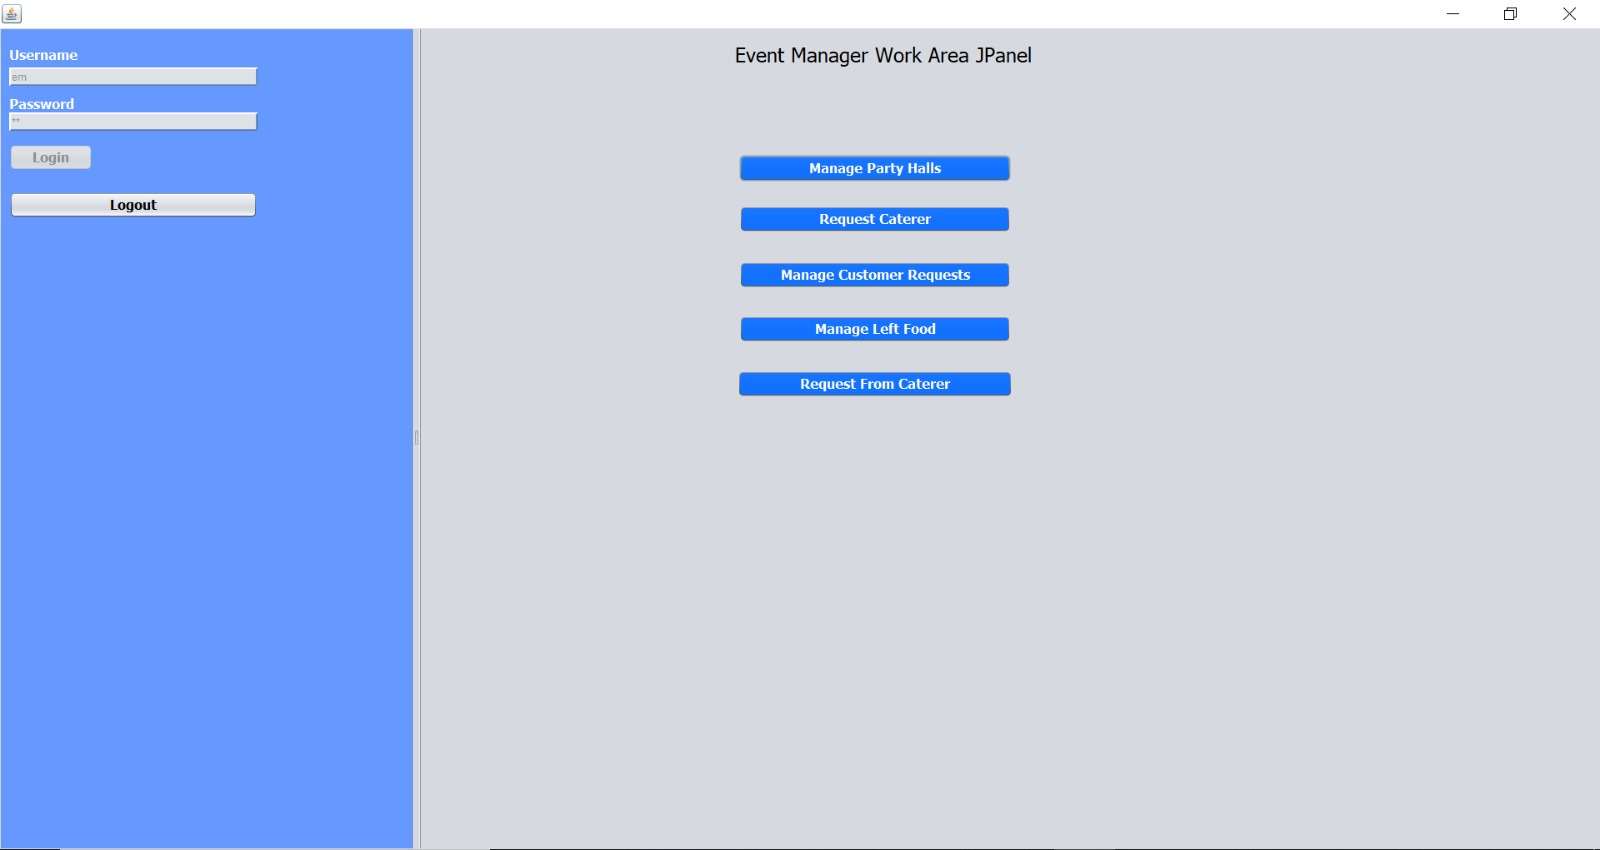 Username
em
Password
**
Login
Logout
Event Manager Work Area JPanel
Manage Party Halls
Request Caterer
Manage Customer Requests
Manage Left Food
Request From Caterer